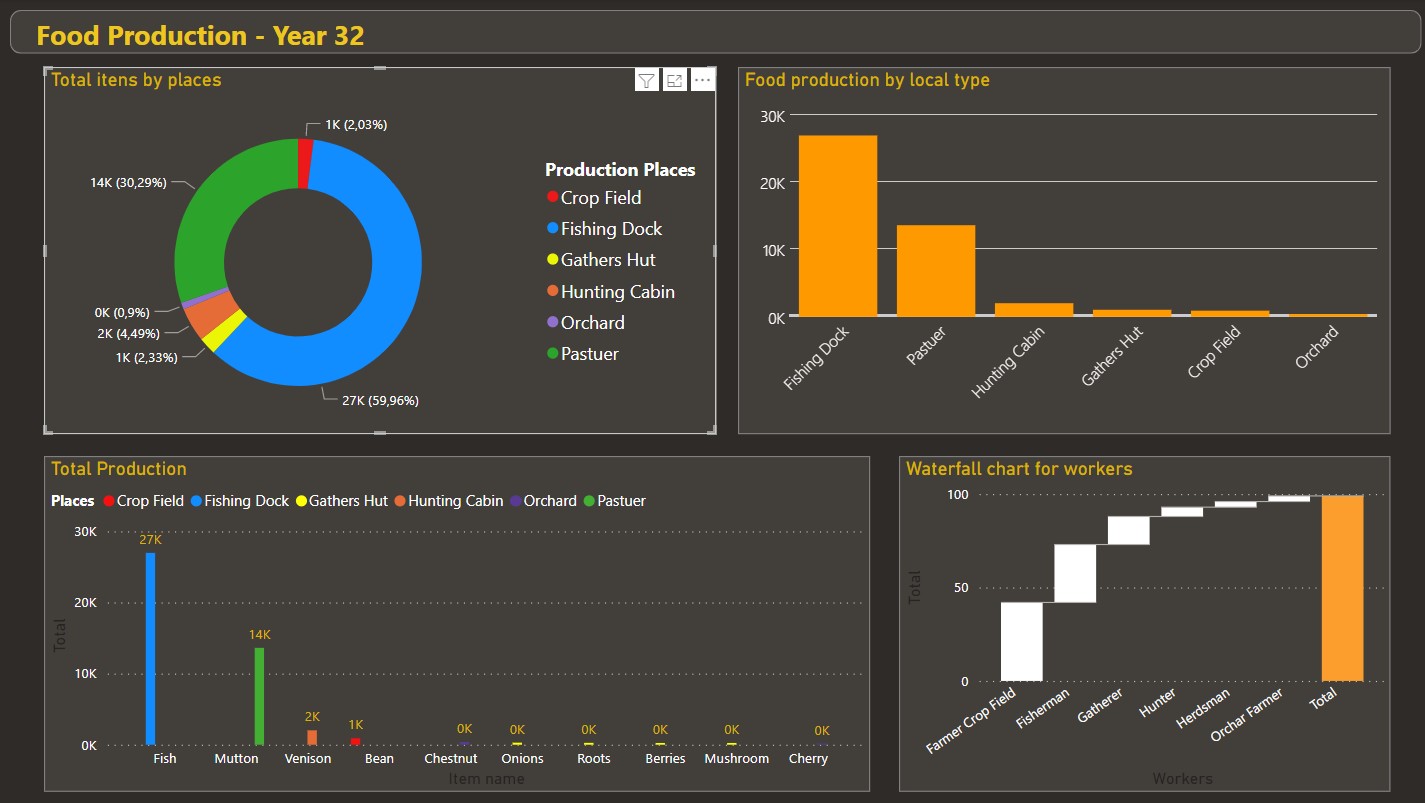 Food Production - Year 32
Total itens by places
1K (2,03%)
14K (30,29%)
0K (0,9%)
2K (4,49%)
1K (2,33%)
27K (59,96%)
Production Places
Crop Field
Fishing Dock
Gathers Hut
Hunting Cabin
Orchard
Pastuer
Food production by local type
30K
20K
10K
0K
Fishing Dock
Pastuer
Hunting Cabin
Gathers Hut
Crop Field
Orchard
Total Production
Places Crop Field Fishing Dock Gathers Hut Hunting Cabin Orchard Pastuer
30K
20K
10K
0K
Total
27K
14K
2K
1K
0K
0K
0K
0K
0K
0K
Fish Mutton Venison Bean Chestnut Onions Roots Berries Mushroom Cherry
Item name
Waterfall chart for workers
100
50
0
Total
Farmer Crop Field
Fisherman
Gatherer
Hunter
Herdsman
Orchar Farmer
Total
Workers